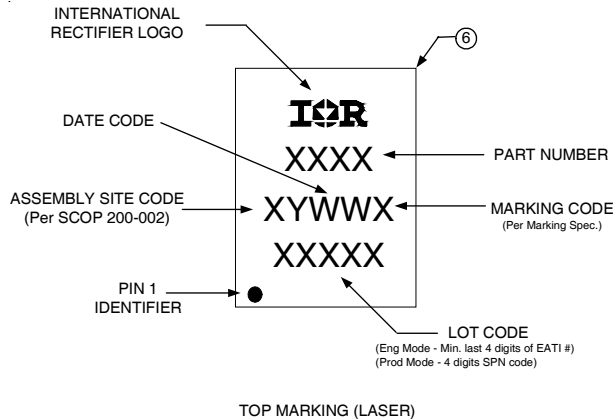 INTERNATIONAL
RECTIFIER LOGO
6
IOR
DATE CODE
XXXX
PART NUMBER
ASSEMBLY SITE CODE
(Per SCOP 200-002)
XYWWX
MARKING CODE
(Per Marking Spec.)
XXXXX
PIN 1
IDENTIFIER
LOT CODE
(Eng Mode - Min. last 4 digits of EATI #)
(Prod Mode - 4 digits SPN code)
TOP MARKING (LASER)